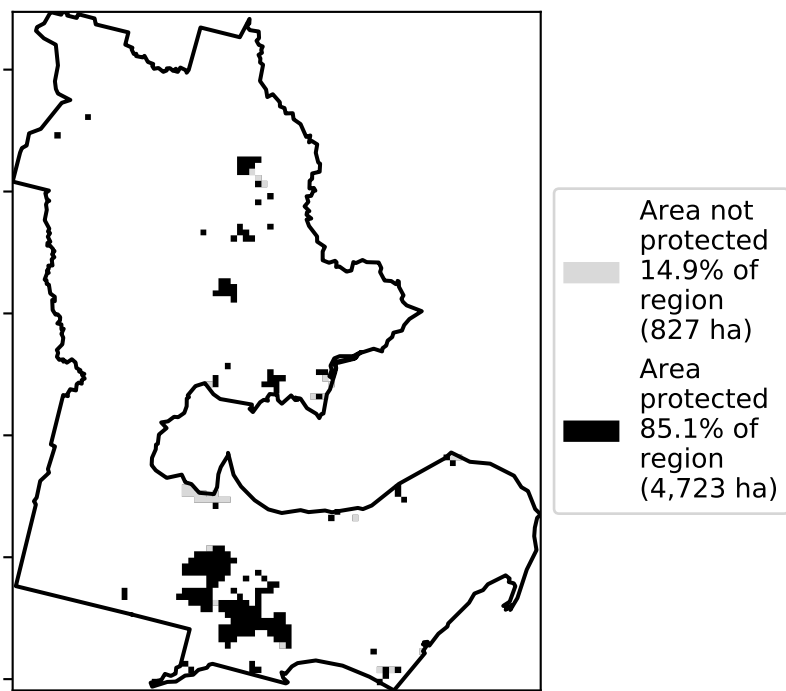 Area not
protected
14.9% of
region
(827 ha)
Area
protected
85.1% of
region
(4,723 ha)